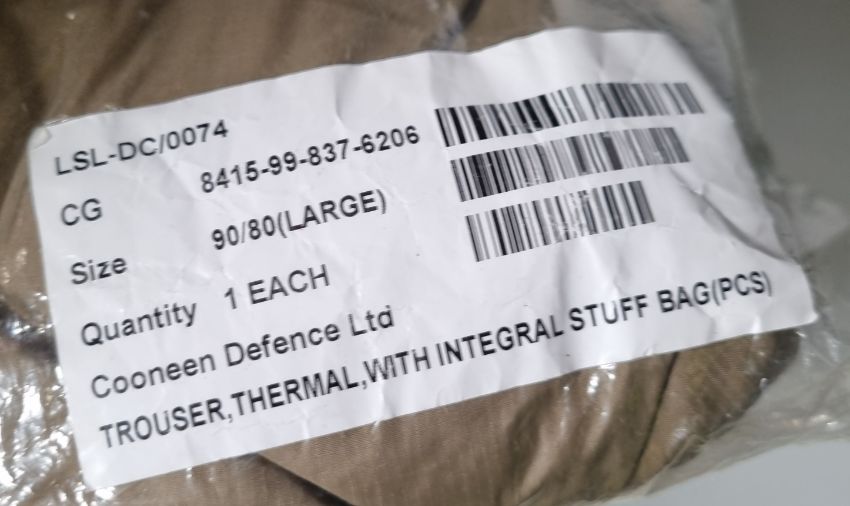 LSL-DC/0074
CG 8415-99-837-6206
Size 90/80(LARGE)
Quantity 1 EACH
Cooneen Defence Ltd
TROUSER,THERMAL,WITH INTEGRAL STUFF BAG(PCS)